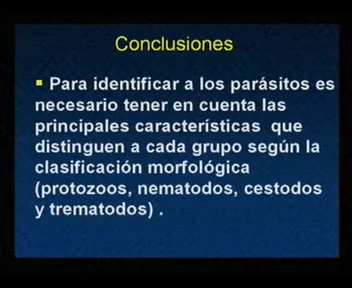 Conclusiones
▪ Para identificar a los parásitos es
necesario tener en cuenta las
principales características que
distinguen a cada grupo según la
clasificación morfológica
(protozoos, nematodos, cestodos
y trematodos) .